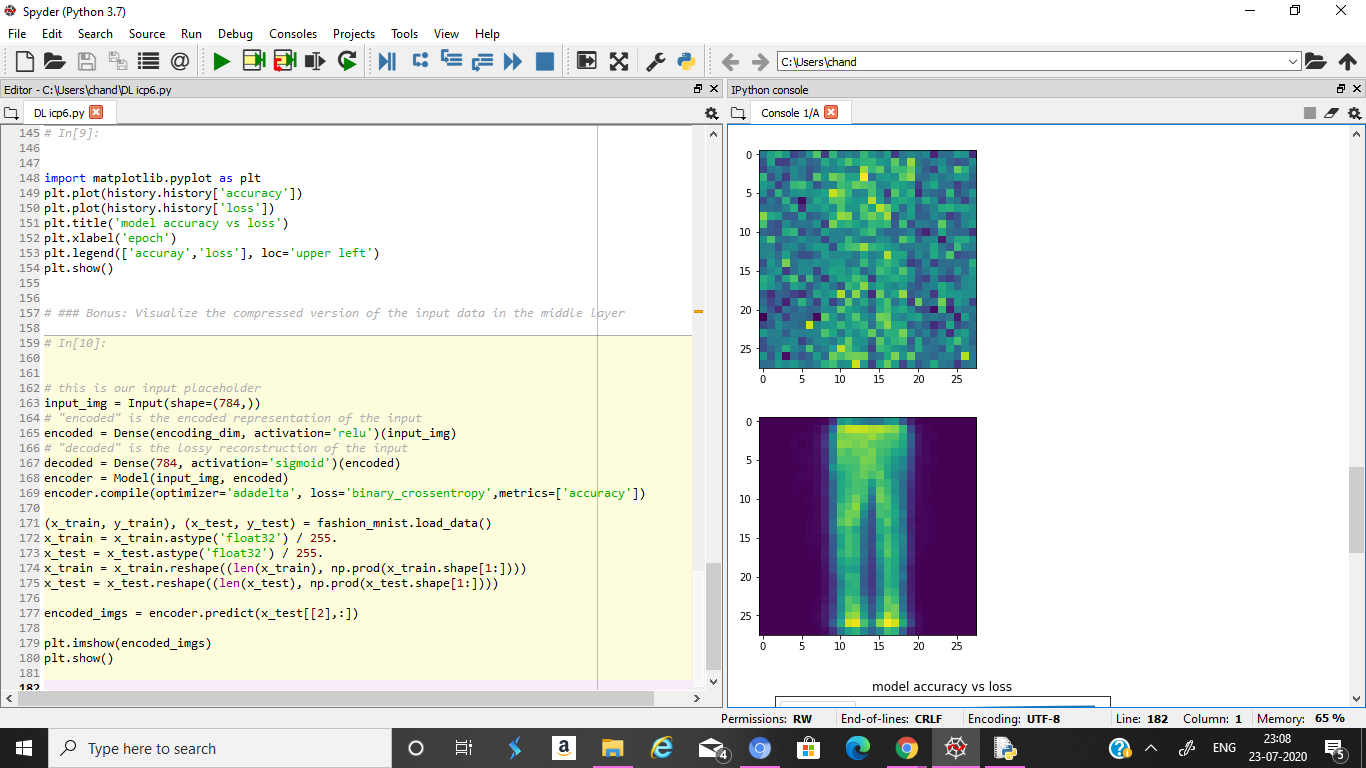 Spyder (Python 3.7)
File Edit Search Source Run Debug Consoles Projects Tools View Help
C:\Users\chand
Editor - C:\Users\chand\DL icp6.py
IPython console
DL icp6.py
Console 1/A
145 # In[9]:
146
147
148 import matplotlib.pyplot as plt
149 plt.plot(history.history['accuracy'])
150 plt.plot(history.history['loss'])
151 plt.title('model accuracy vs loss')
152 plt.xlabel('epoch')
153 plt.legend(['accuray','loss'], loc='upper left')
154 plt.show()
155
156
157 # ### Bonus: Visualize the compressed version of the input data in the middle layer
158
159 # In[10]:
160
161
162 # this is our input placeholder
163 input_img = Input(shape=(784,))
164 # "encoded" is the encoded representation of the input
165 encoded = Dense(encoding_dim, activation='relu')(input_img)
166 # "decoded" is the lossy reconstruction of the input
167 decoded = Dense(784, activation='sigmoid')(encoded)
168 encoder = Model(input_img, encoded)
169 encoder.compile(optimizer='adadelta', loss='binary_crossentropy',metrics=['accuracy'])
170
171 (x_train, y_train), (x_test, y_test) = fashion_mnist.load_data()
172 x_train = x_train.astype('float32') / 255.
173 x_test = x_test.astype('float32') / 255.
174 x_train = x_train.reshape((len(x_train), np.prod(x_train.shape[1:])))
175 x_test = x_test.reshape((len(x_test), np.prod(x_test.shape[1:])))
176
177 encoded_imgs = encoder.predict(x_test[[2],:])
178
179 plt.imshow(encoded_imgs)
180 plt.show()
181
182
0
5
10
15
20
25
0 5 10 15 20 25
0
5
10
15
20
25
0 5 10 15 20 25
model accuracy vs loss
Permissions: RW End-of-lines: CRLF Encoding: UTF-8 Line: 182 Column: 1 Memory: 65 %
Type here to search
a
4
ENG
23:08
23-07-2020
5